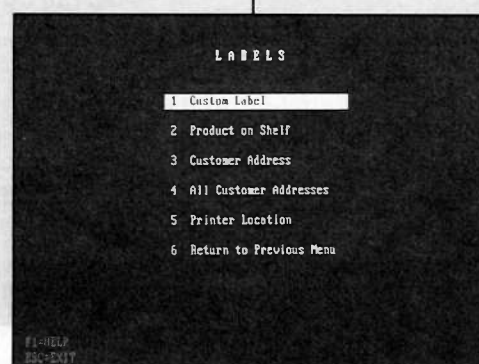 LABELS
1 Custom Label
2 Product on Shelf
3 Customer Address
4 All Customer Addresses
5 Printer Location
6 Return to Previous Menu
F1=HELP
ESC=EXIT